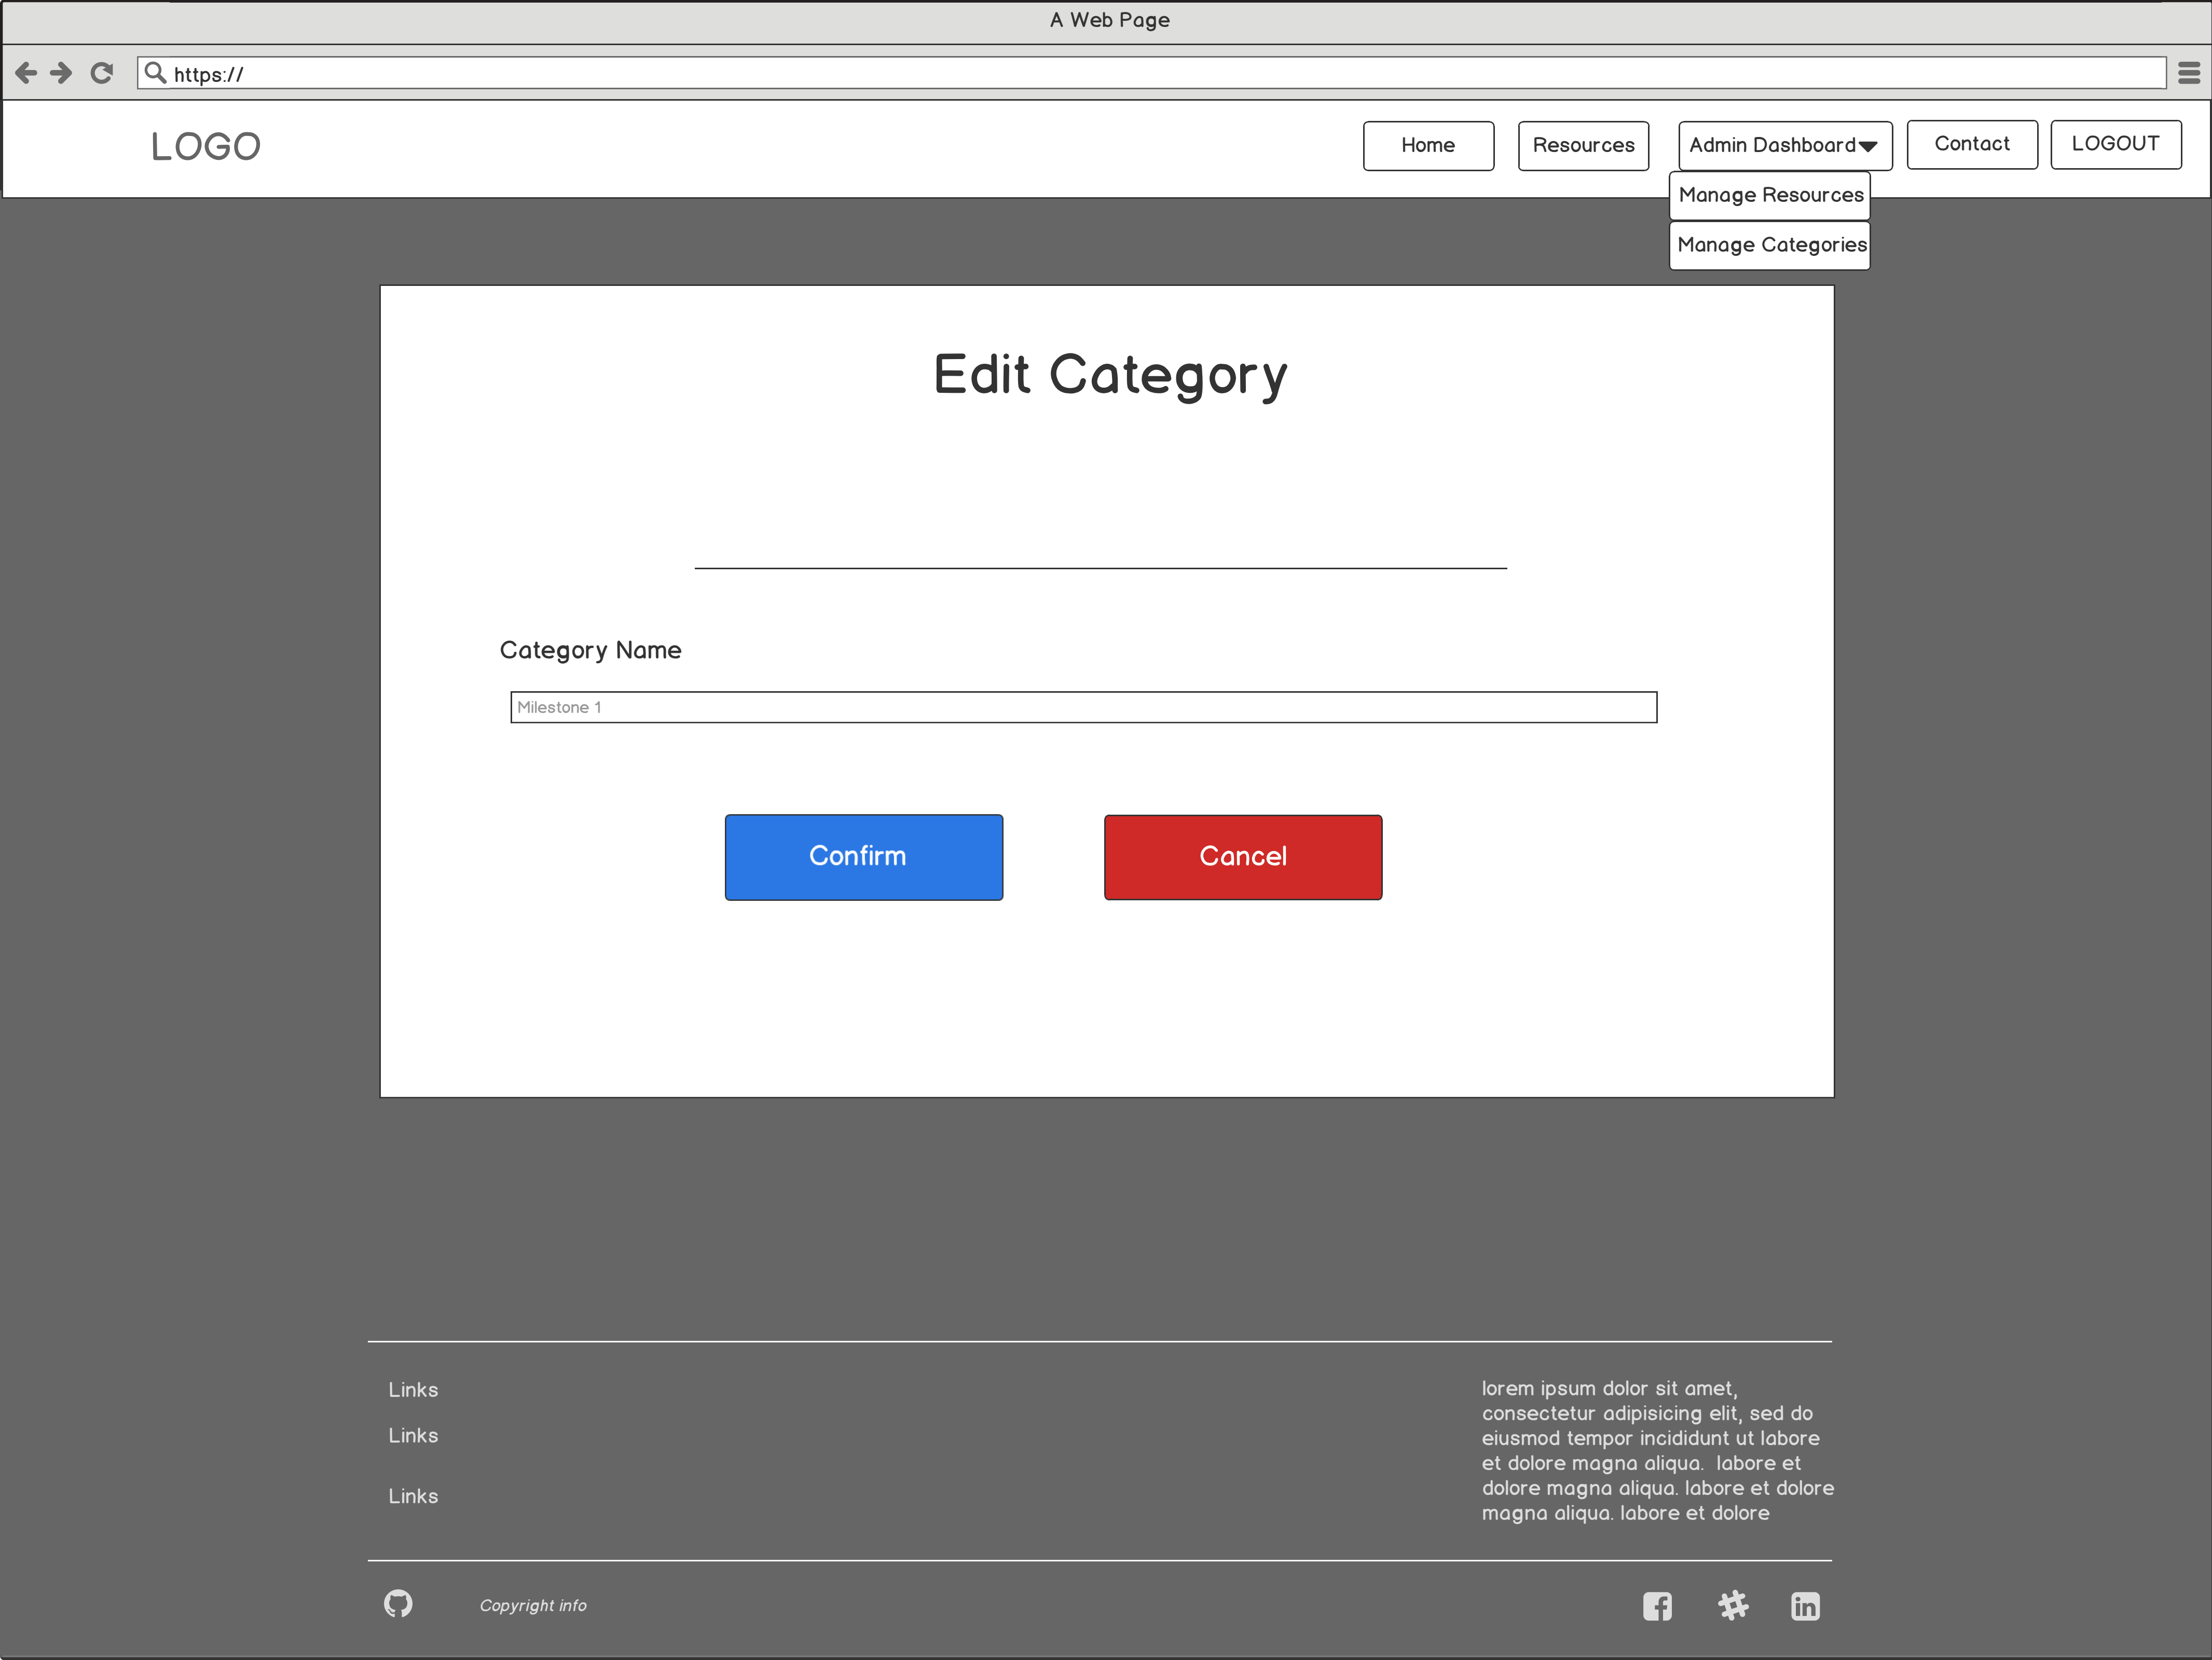 A Web Page
https://
LOGO
Home
Resources
Admin Dashboard
Contact
LOGOUT
Manage Resources
Manage Categories
Edit Category
Category Name
Milestone 1
Confirm
Cancel
Links
Links
Links
lorem ipsum dolor sit amet,
consectetur adipisicing elit, sed do
eiusmod tempor incididunt ut labore
et dolore magna aliqua.  labore et
dolore magna aliqua. labore et dolore
magna aliqua. labore et dolore
Copyright info